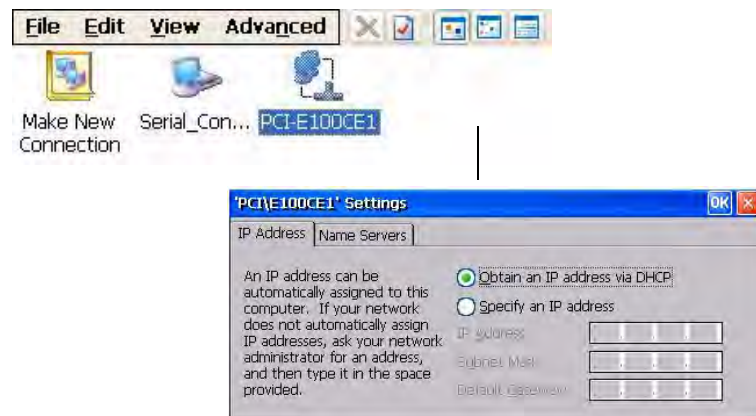 File Edit View Advanced
Make New
Connection
Serial_Con...
PCI-E100CE1
'PCI\E100CE1' Settings
OK
IP Address
Name Servers
An IP address can be
automatically assigned to this
computer. If your network
does not automatically assign
IP addresses, ask your network
administrator for an address,
and then type it in the space
provided.
Obtain an IP address via DHCP
Specify an IP address
IP Address
Subnet Mask
Default Gateway